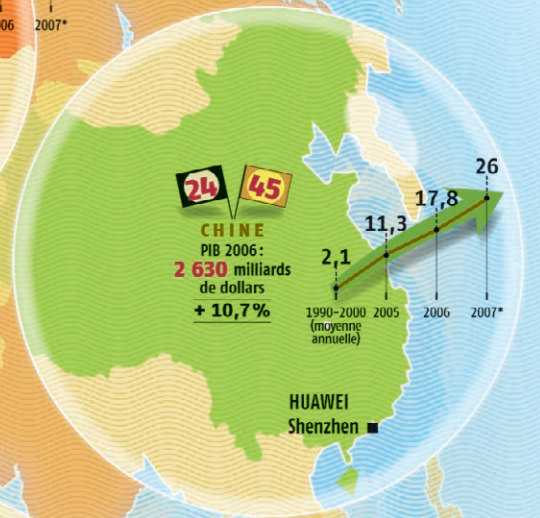 06 2007*
24 45
CHINE
PIB 2006 :
2 630 milliards
de dollars
+ 10,7%
2,1
11,3
17,8
26
1990-2000 2005 2006 2007*
(moyenne
annuelle)
HUAWEI
Shenzhen